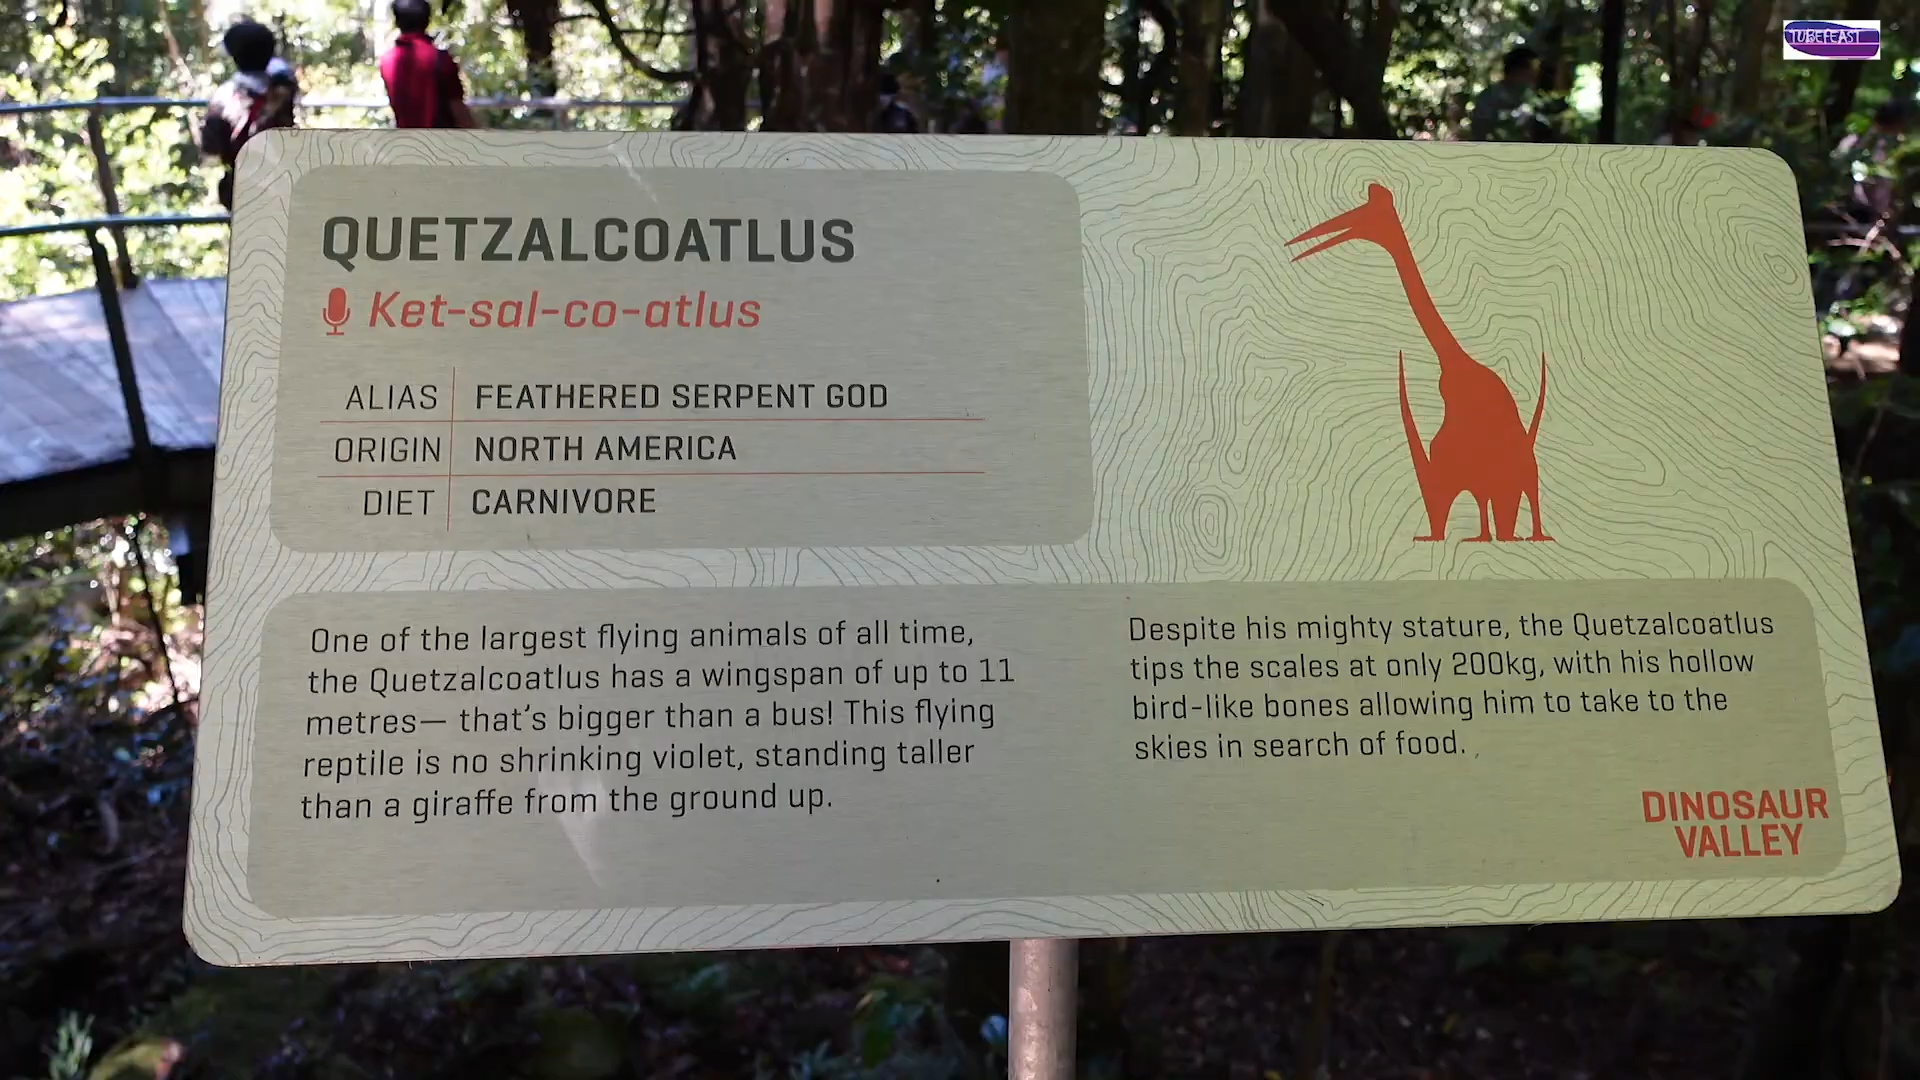 TUBEFEAST
QUETZALCOATLUS
Ket-sal-co-atlus
ALIAS FEATHERED SERPENT GOD
ORIGIN NORTH AMERICA
DIET CARNIVORE
One of the largest flying animals of all time,
the Quetzalcoatlus has a wingspan of up to 11
metres— that's bigger than a bus! This flying
reptile is no shrinking violet, standing taller
than a giraffe from the ground up.
Despite his mighty stature, the Quetzalcoatlus
tips the scales at only 200kg, with his hollow
bird-like bones allowing him to take to the
skies in search of food.
DINOSAUR
VALLEY